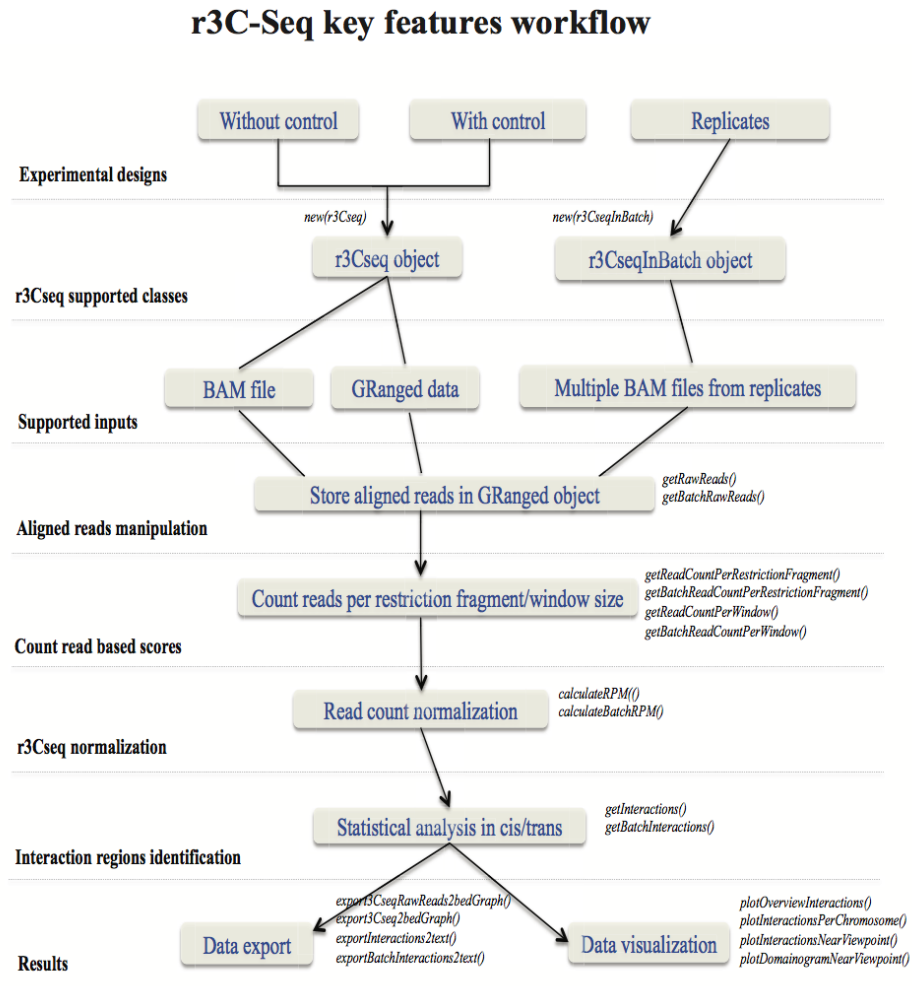 r3C-Seq key features workflow
Without control
With control
Replicates
Experimental designs
new(r3Cseq)
new(r3CseqInBatch)
r3Cseq object
r3CseqInBatch object
r3Cseq supported classes
BAM file
GRanged data
Multiple BAM files from replicates
Supported inputs
Store aligned reads in GRanged object
getRawReads()
getBatchRawReads()
Aligned reads manipulation
Count reads per restriction fragment/window size
getReadCountPerRestrictionFragment()
getBatchReadCountPerRestrictionFragment()
getReadCountPerWindow()
getBatchReadCountPerWindow()
Count read based scores
Read count normalization
calculateRPM(()
calculateBatchRPM()
r3Cseq normalization
Statistical analysis in cis/trans
getInteractions()
getBatchInteractions()
Interaction regions identification
Data export
export3CseqRawReads2bedGraph()
export3Cseq2bedGraph()
exportInteractions2text()
exportBatchInteractions2text()
Data visualization
plotOverviewInteractions()
plotInteractionsPerChromosome()
plotInteractionsNearViewpoint()
plotDomainogramNearViewpoint()
Results